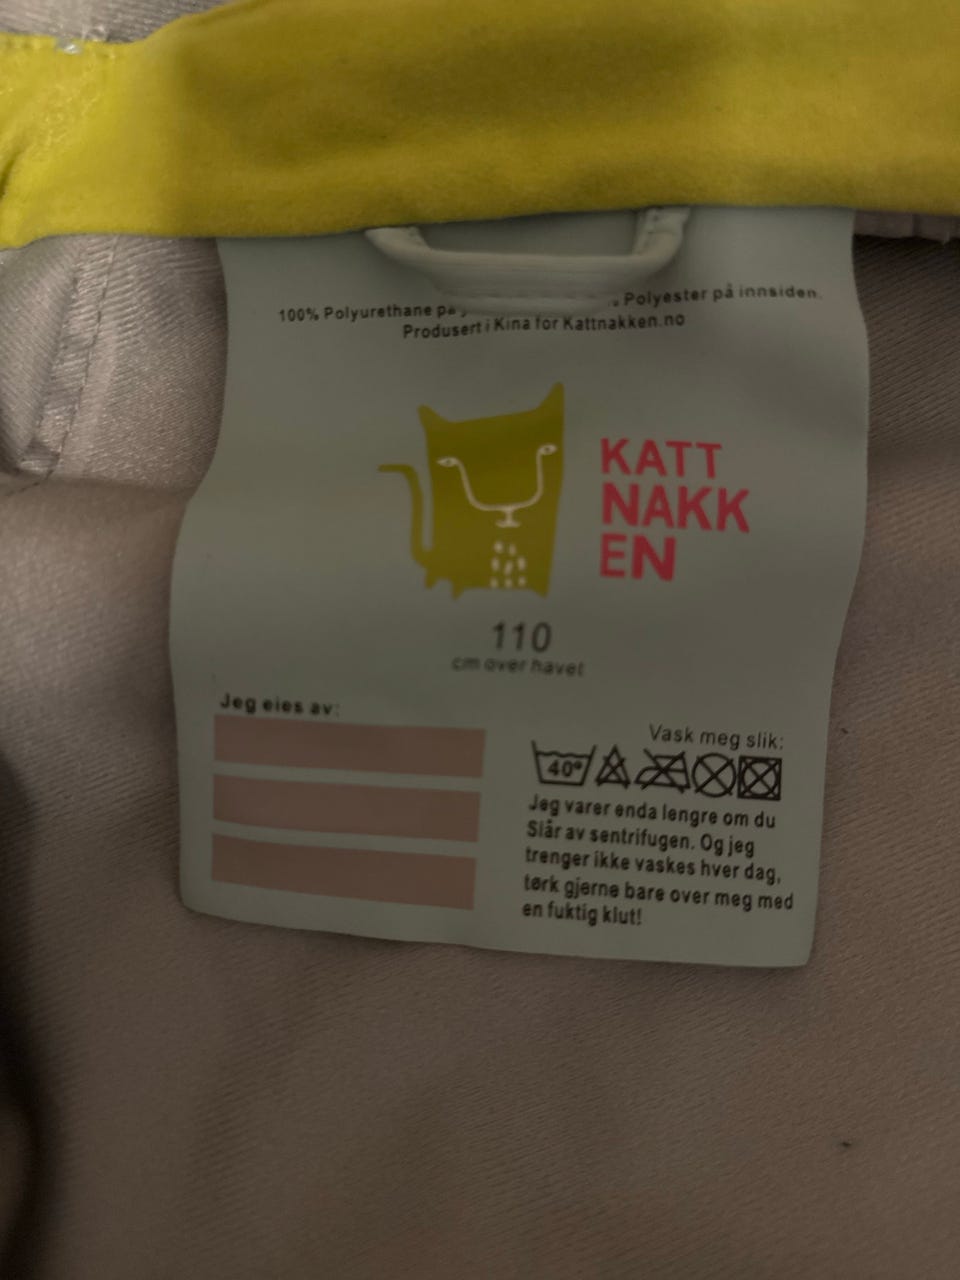 100% Polyurethane på Polyester på innsiden.
Produsert i Kina for Kattnakken.no
KATT
NAKK
EN
110
cm over havet
Jeg eies av:
Vask meg slik:
40°
Jeg varer enda lengre om du
Slår av sentrifugen. Og jeg
trenger ikke vaskes hver dag,
tørk gjerne bare over meg med
en fuktig klut!